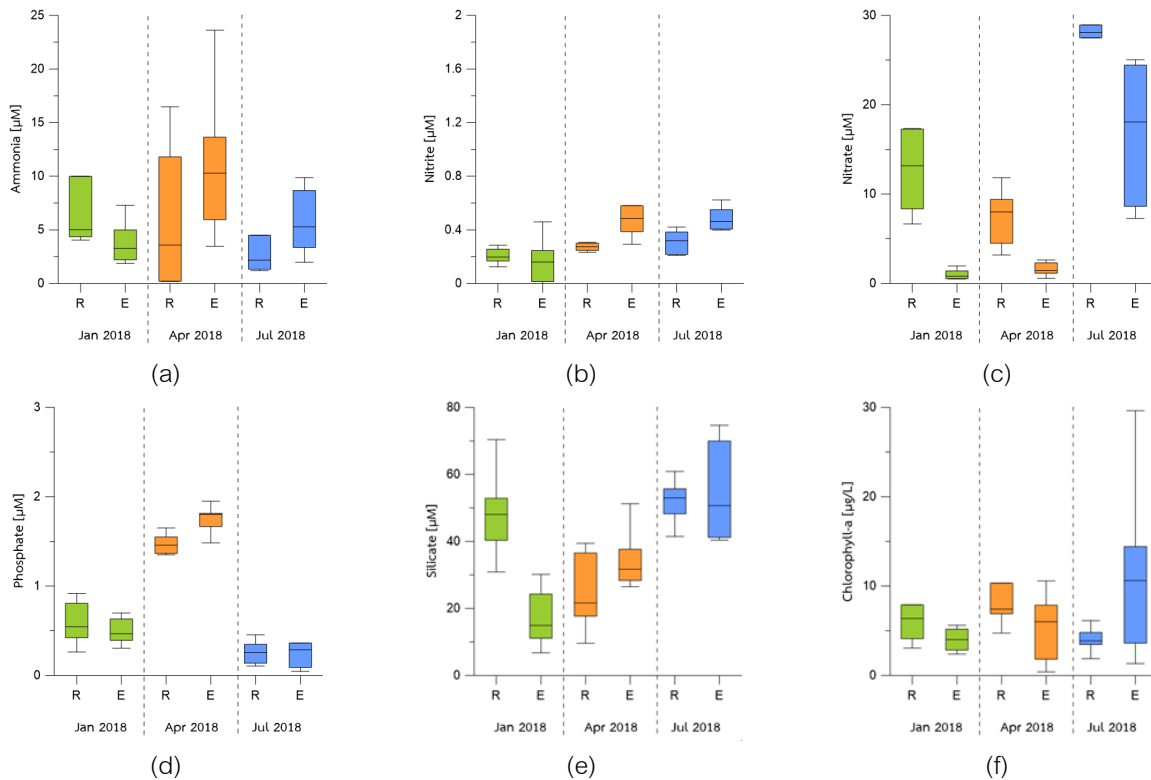 Ammonia [µM]
25
20
15
10
5
0
R E R E R E
Jan 2018 Apr 2018 Jul 2018
(a)
Nitrite [µM]
2
1.6
1.2
0.8
0.4
0
R E R E R E
Jan 2018 Apr 2018 Jul 2018
(b)
Nitrate [µM]
30
20
10
0
R E R E R E
Jan 2018 Apr 2018 Jul 2018
(c)
Phosphate [µM]
3
2
1
0
R E R E R E
Jan 2018 Apr 2018 Jul 2018
(d)
Silicate [µM]
80
60
40
20
0
R E R E R E
Jan 2018 Apr 2018 Jul 2018
(e)
Chlorophyll-a [µg/L]
30
20
10
0
R E R E R E
Jan 2018 Apr 2018 Jul 2018
(f)